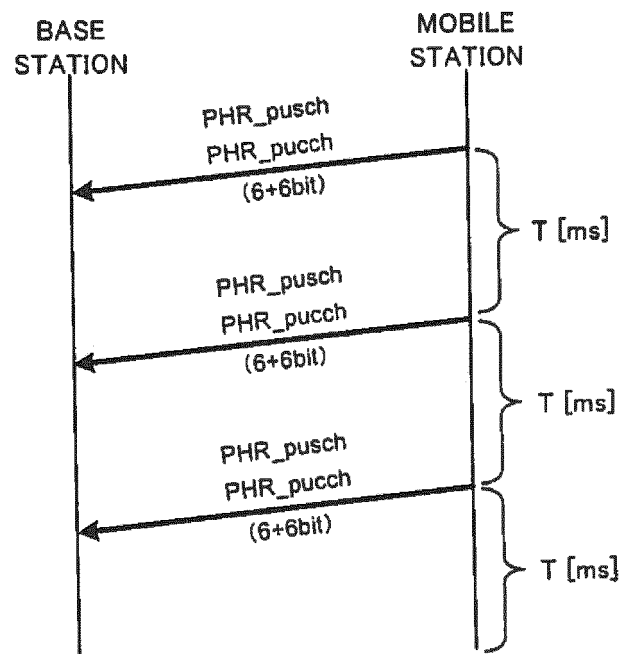 BASE
STATION
MOBILE
STATION
PHR_pusch
PHR_pucch
(6+6bit)
T [ms]
PHR_pusch
PHR_pucch
(6+6bit)
T [ms]
PHR_pusch
PHR_pucch
(6+6bit)
T [ms]